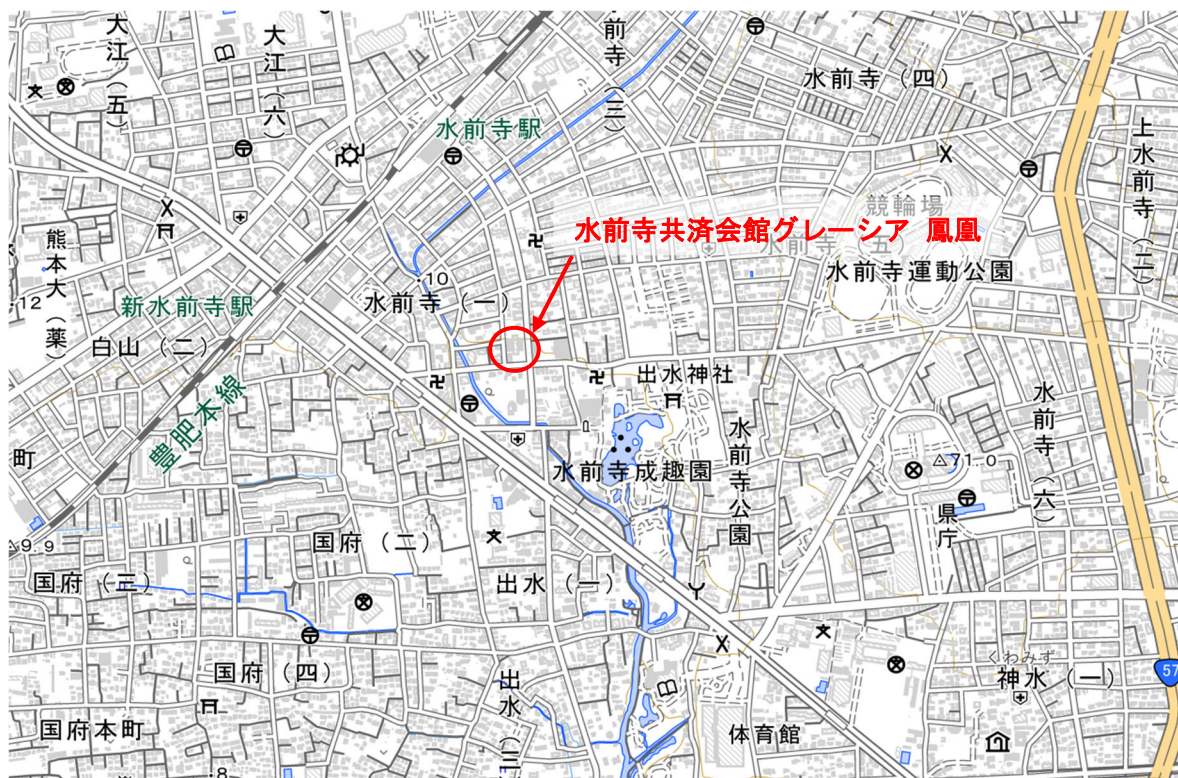 大江（五）
大江（六）
水前寺駅
前寺（三）
水前寺（四）
上水前寺（二）
競輪場
水前寺共済会館グレーシア 鳳凰
水前寺（五）
水前寺運動公園
熊本大（薬）
12
新水前寺駅
白山（二）
10
水前寺（一）
豊肥本線
出水神社
水前寺成趣園
水前寺公園
水前寺（六）
71.0
県庁
町
9.9
国府（二）
国府（三）
出水（一）
国府（四）
出水（二）
国府本町
8
体育館
くわみず
神水（一）
57